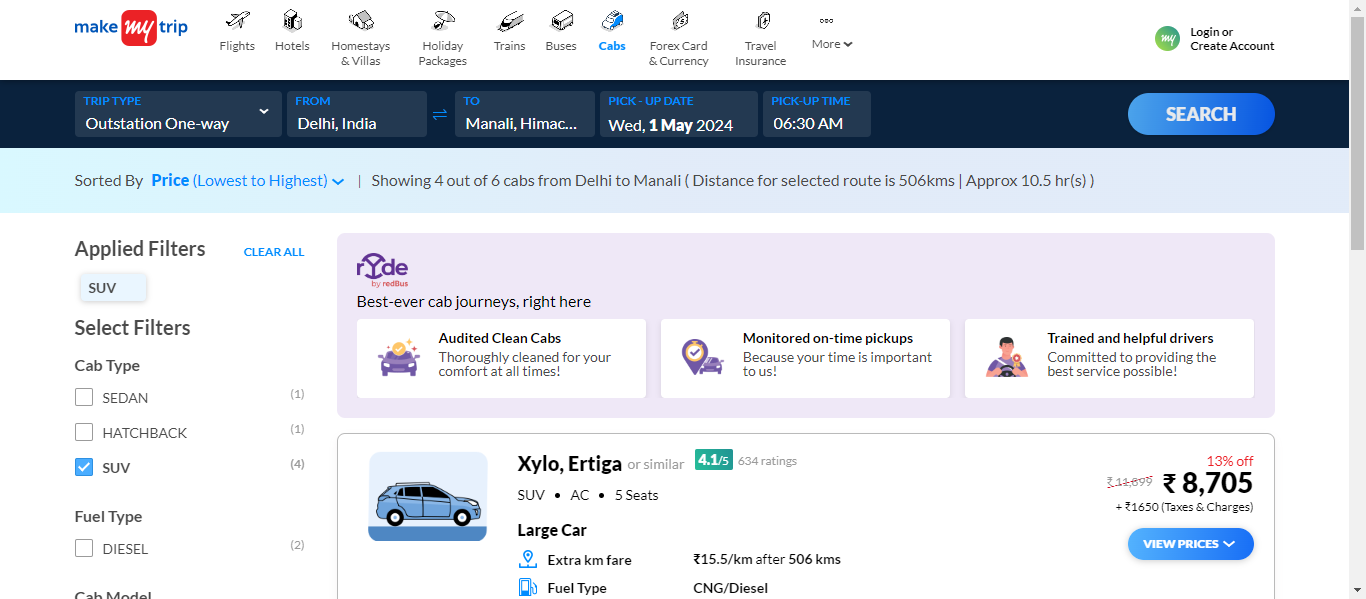 make my trip
Flights
Hotels
Homestays
& Villas
Holiday
Packages
Trains
Buses
Cabs
Forex Card
& Currency
Travel
Insurance
More
my
Login or
Create Account
TRIP TYPE
Outstation One-way
FROM
Delhi, India
TO
Manali, Himac...
PICK - UP DATE
Wed, 1 May 2024
PICK-UP TIME
06:30 AM
SEARCH
Sorted By Price (Lowest to Highest) | Showing 4 out of 6 cabs from Delhi to Manali ( Distance for selected route is 506kms | Approx 10.5 hr(s) )
Applied Filters CLEAR ALL
SUV
Select Filters
Cab Type
SEDAN (1)
HATCHBACK (1)
SUV (4)
Fuel Type
DIESEL (2)
Cab Model
ryde
by redBus
Best-ever cab journeys, right here
Audited Clean Cabs
Thoroughly cleaned for your
comfort at all times!
Monitored on-time pickups
Because your time is important
to us!
Trained and helpful drivers
Committed to providing the
best service possible!
Xylo, Ertiga or similar 4.1/5 634 ratings
SUV • AC • 5 Seats
Large Car
Extra km fare ₹15.5/km after 506 kms
Fuel Type CNG/Diesel
13% off
₹ 8,705
+ ₹1650 (Taxes & Charges)
VIEW PRICES